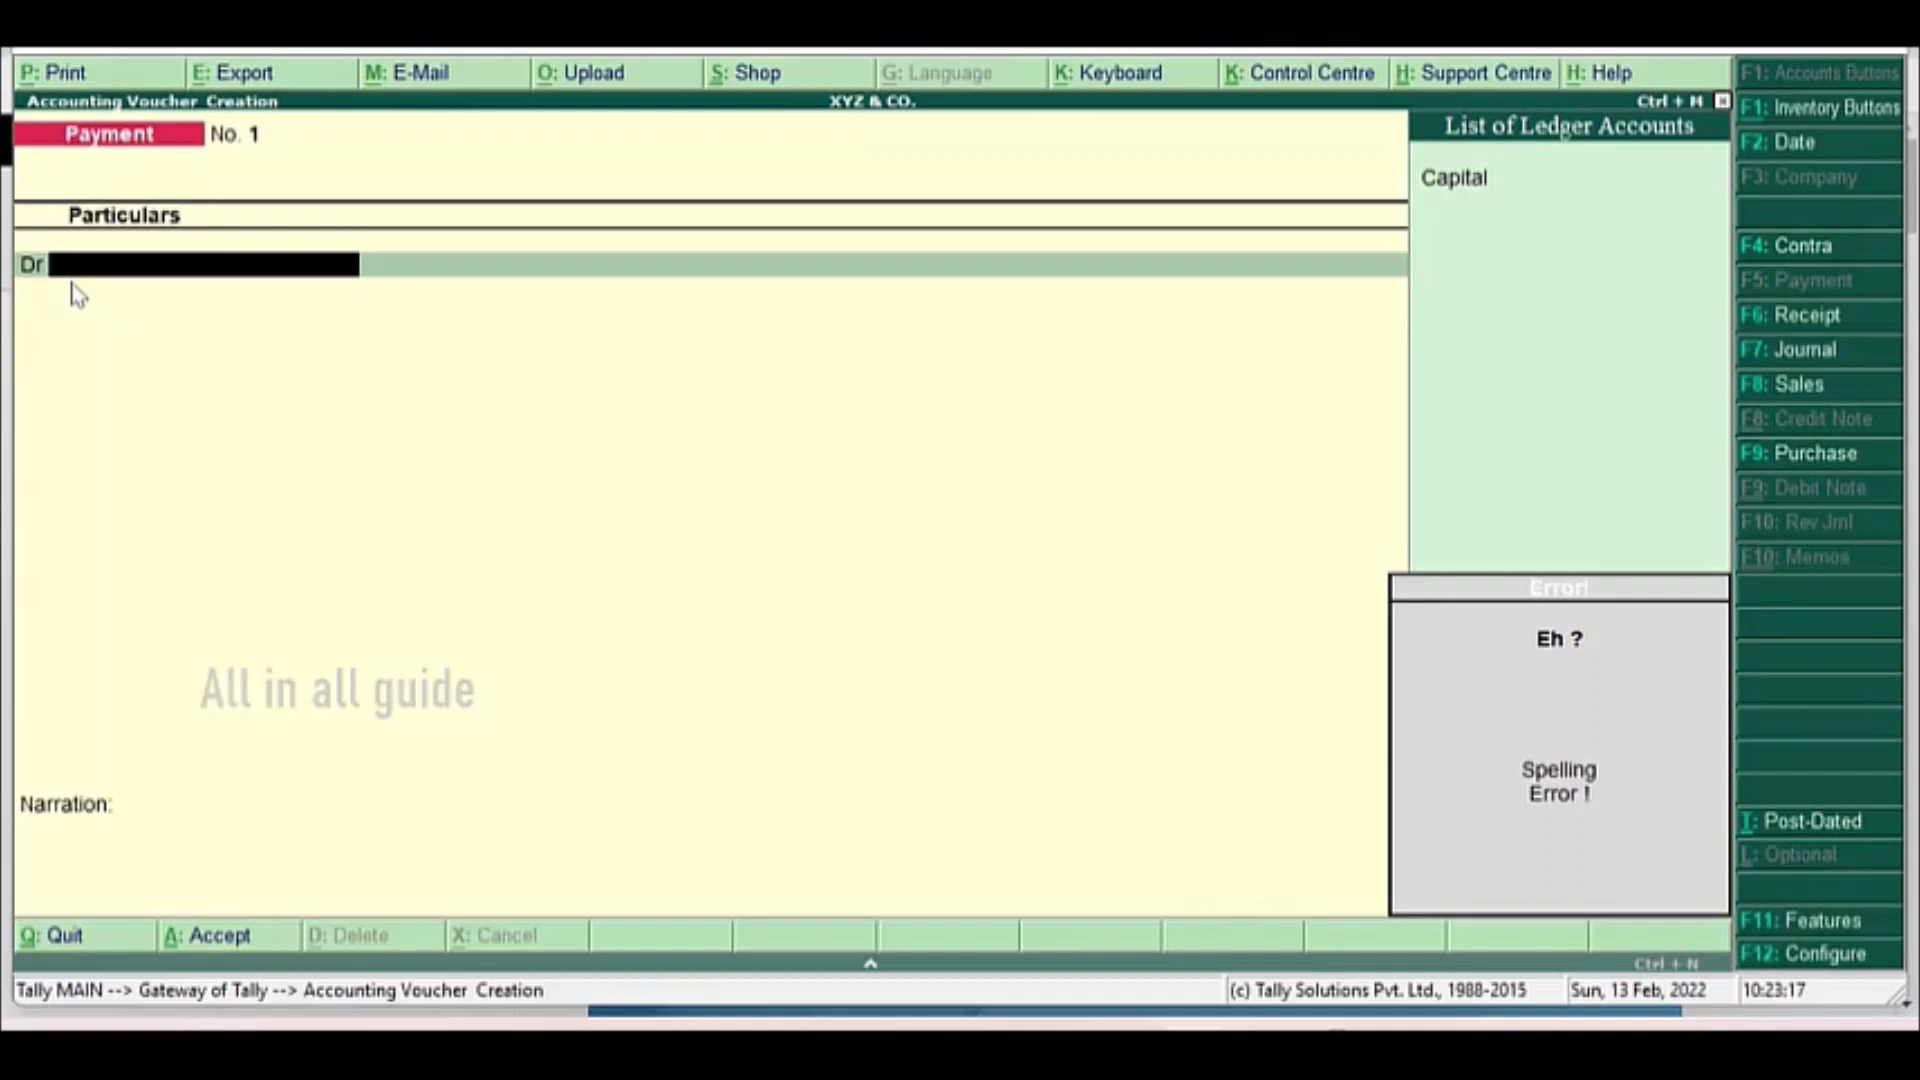 P: Print E: Export M: E-Mail O: Upload S: Shop G: Language K: Keyboard K: Control Centre H: Support Centre H: Help F1: Accounts Buttons
Accounting Voucher Creation XYZ & CO. Ctrl + M
F1: Inventory Buttons
Payment No. 1
List of Ledger Accounts
F2: Date
Capital
F3: Company
Particulars
F4: Contra
Dr
F5: Payment
F6: Receipt
F7: Journal
F8: Sales
F8: Credit Note
F9: Purchase
F9: Debit Note
F10: Rev Jrnl
F10: Memos
Error!
Eh ?
All in all guide
Spelling
Error !
Narration:
T: Post-Dated
L: Optional
F11: Features
Q: Quit A: Accept D: Delete X: Cancel
F12: Configure
Ctrl + N
Tally MAIN --> Gateway of Tally --> Accounting Voucher Creation (c) Tally Solutions Pvt. Ltd., 1988-2015 Sun, 13 Feb, 2022 10:23:17